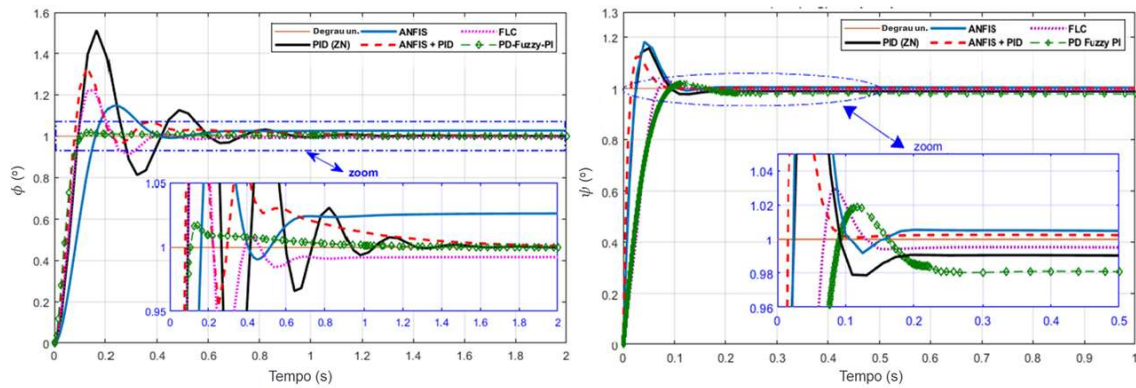 Degrau un. ANFIS FLC
PID (ZN) ANFIS + PID PD-Fuzzy-PI
1.6
1.4
1.2
1
0.8
0.6
0.4
0.2
0
ϕ (°)
zoom
1.05
1
0.95
0 0.2 0.4 0.6 0.8 1 1.2 1.4 1.6 1.8 2
0 0.2 0.4 0.6 0.8 1 1.2 1.4 1.6 1.8 2
Tempo (s)
Degrau un. ANFIS FLC
PID (ZN) ANFIS + PID PD Fuzzy PI
1.3
1.2
1.1
1
0.9
0.8
0.7
0.6
0.5
0.4
0.3
0.2
0.1
0
ψ (°)
zoom
1.04
1.02
1
0.98
0.96
0 0.1 0.2 0.3 0.4 0.5
0 0.1 0.2 0.3 0.4 0.5 0.6 0.7 0.8 0.9 1
Tempo (s)